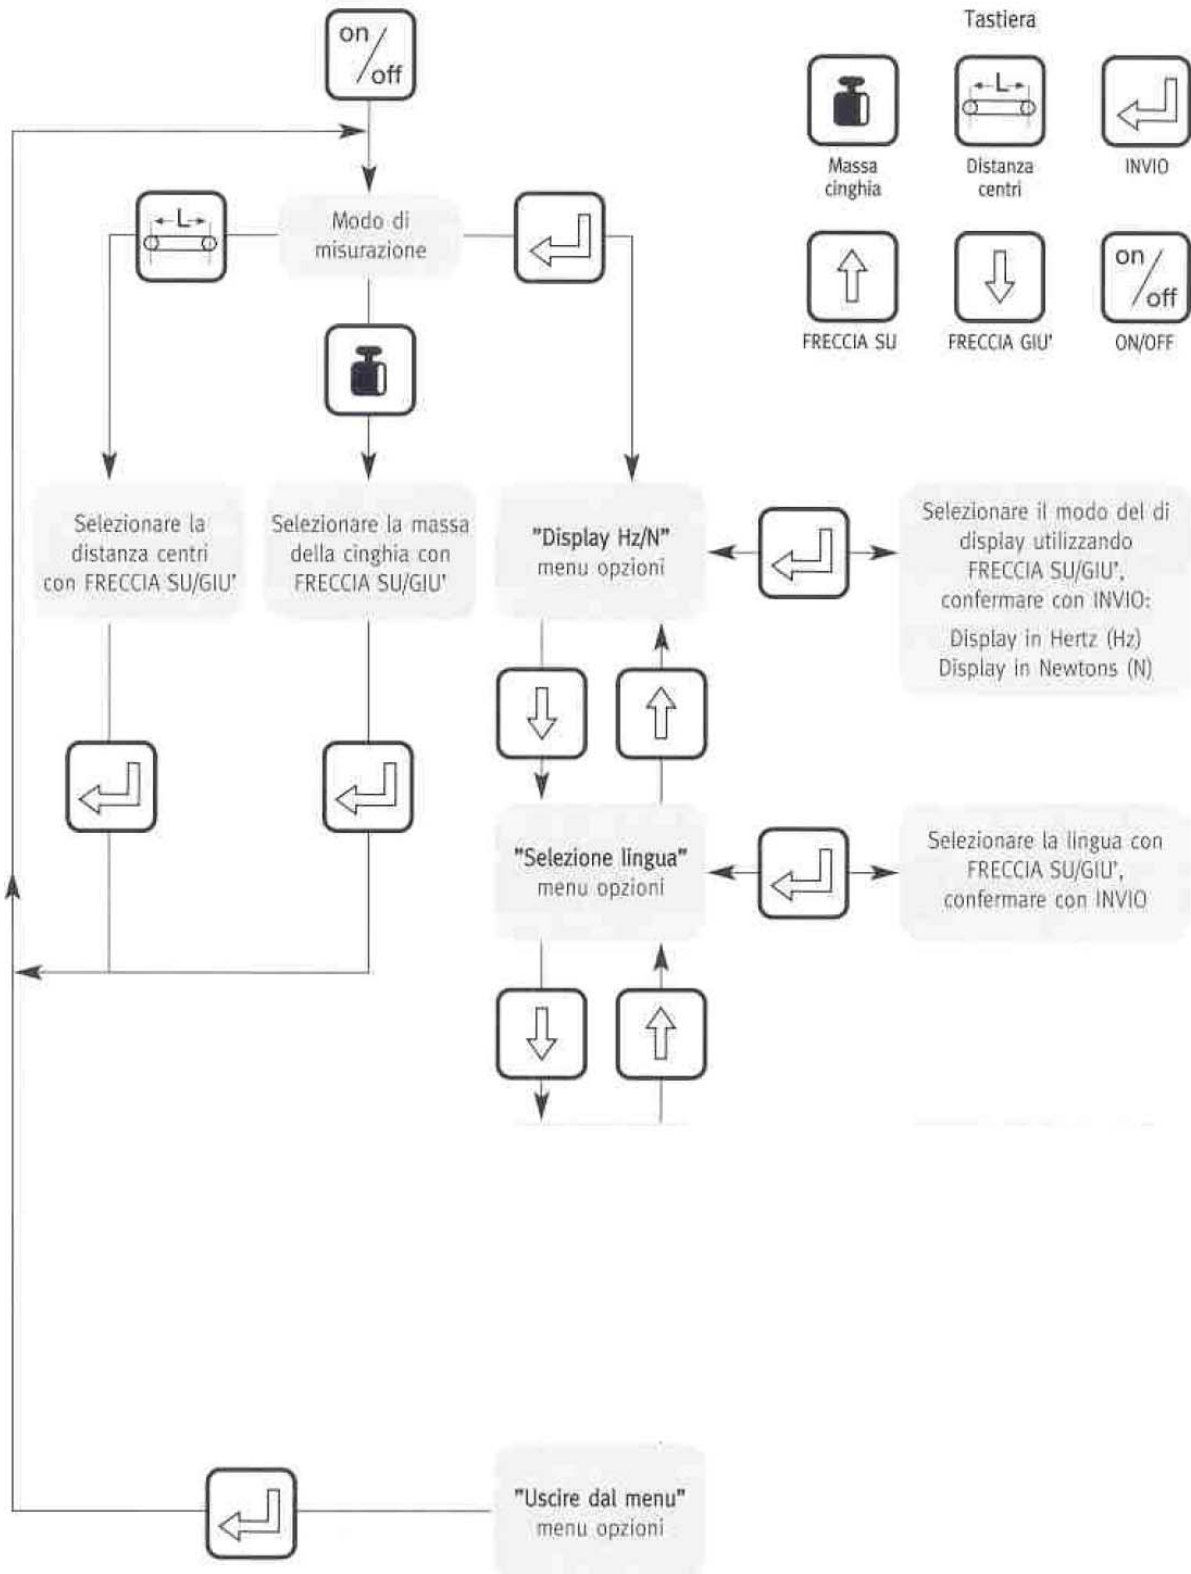 on
/off
Tastiera
L
Massa
cinghia
Distanza
centri
INVIO
L
Modo di
misurazione
on
/off
FRECCIA SU
FRECCIA GIU'
ON/OFF
Selezionare la
distanza centri
con FRECCIA SU/GIU'
Selezionare la massa
della cinghia con
FRECCIA SU/GIU'
"Display Hz/N"
menu opzioni
Selezionare il modo del di
display utilizzando
FRECCIA SU/GIU',
confermare con INVIO:
Display in Hertz (Hz)
Display in Newtons (N)
"Selezione lingua"
menu opzioni
Selezionare la lingua con
FRECCIA SU/GIU',
confermare con INVIO
"Uscire dal menu"
menu opzioni